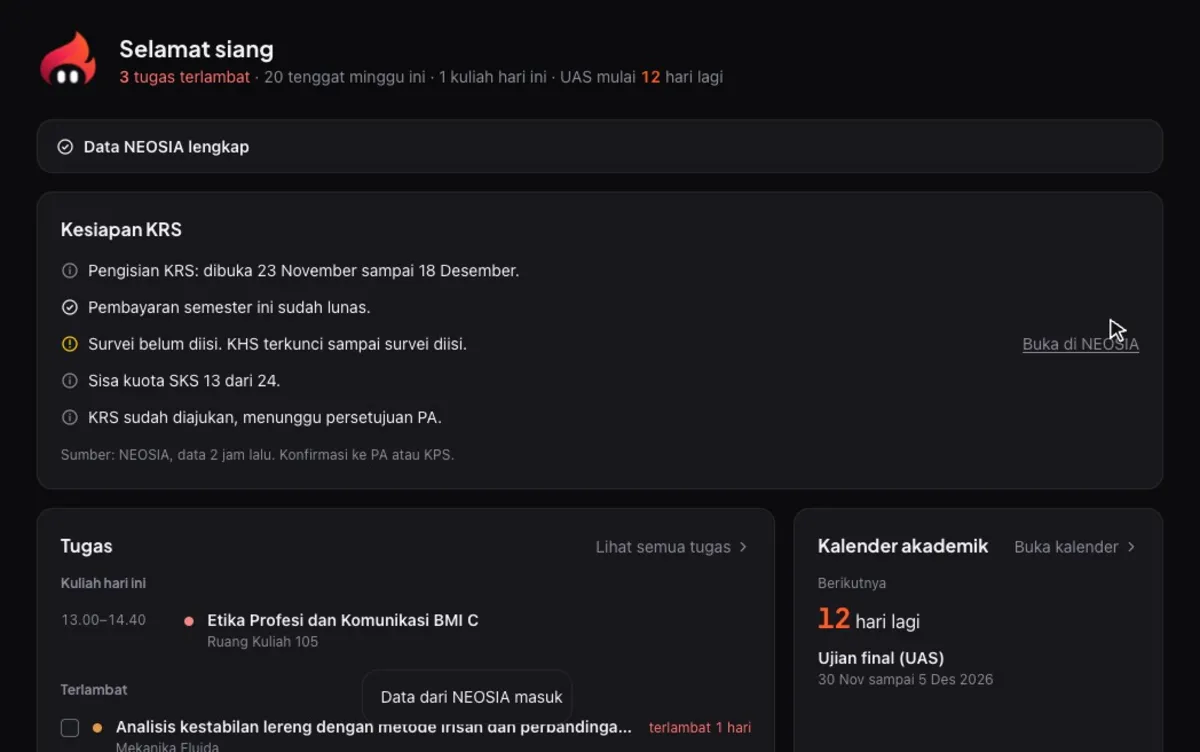 Selamat siang
3 tugas terlambat · 20 tenggat minggu ini · 1 kuliah hari ini · UAS mulai 12 hari lagi
Data NEOSIA lengkap
Kesiapan KRS
Pengisian KRS: dibuka 23 November sampai 18 Desember.
Pembayaran semester ini sudah lunas.
Survei belum diisi. KHS terkunci sampai survei diisi.
Buka di NEOSIA
Sisa kuota SKS 13 dari 24.
KRS sudah diajukan, menunggu persetujuan PA.
Sumber: NEOSIA, data 2 jam lalu. Konfirmasi ke PA atau KPS.
Tugas
Lihat semua tugas
Kuliah hari ini
13.00–14.40
Etika Profesi dan Komunikasi BMI C
Ruang Kuliah 105
Terlambat
Data dari NEOSIA masuk
Analisis kestabilan lereng dengan metode irisan dan perbandinga...
terlambat 1 hari
Mekanika Fluida
Kalender akademik
Buka kalender
Berikutnya
12 hari lagi
Ujian final (UAS)
30 Nov sampai 5 Des 2026